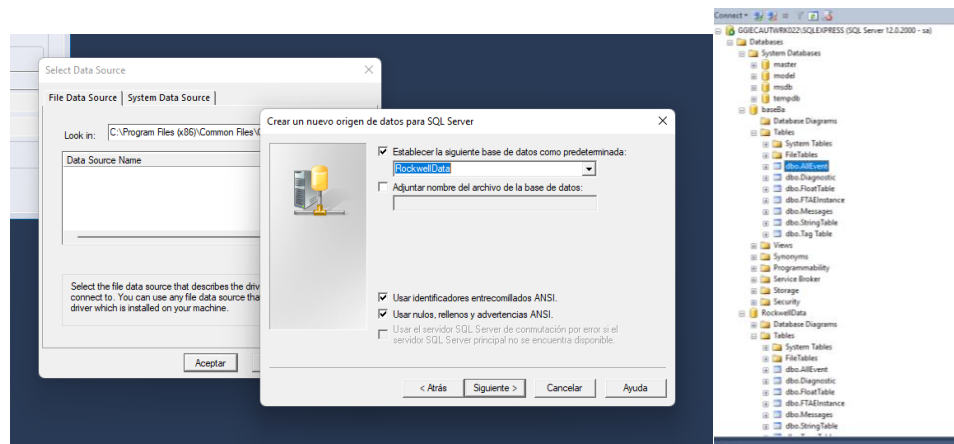 Select Data Source
File Data Source
System Data Source
Look in:
C:\Program Files (x86)\Common Files\
Data Source Name
Select the file data source that describes the
connect to. You can use any file data source
driver which is installed on your machine.
Aceptar
Crear un nuevo origen de datos para SQL Server
Establecer la siguiente base de datos como predeterminada:
RockwellData
Adjuntar nombre del archivo de la base de datos:
Usar identificadores entrecomillados ANSI.
Usar nulos, rellenos y advertencias ANSI.
Usar el servidor SQL Server de conmutación por error si el
servidor SQL Server principal no se encuentra disponible.
< Atrás
Siguiente >
Cancelar
Ayuda
Connect
GGIECAUTWRK022\SQLEXPRESS (SQL Server 12.0.2000 - sa)
Databases
System Databases
master
model
msdb
tempdb
baseBa
Database Diagrams
Tables
System Tables
FileTables
dbo.AllEvent
dbo.Diagnostic
dbo.FloatTable
dbo.FTAEInstance
dbo.Messages
dbo.StringTable
dbo.Tag Table
Views
Synonyms
Programmability
Service Broker
Storage
Security
RockwellData
Database Diagrams
Tables
System Tables
FileTables
dbo.AllEvent
dbo.Diagnostic
dbo.FloatTable
dbo.FTAEInstance
dbo.Messages
dbo.StringTable